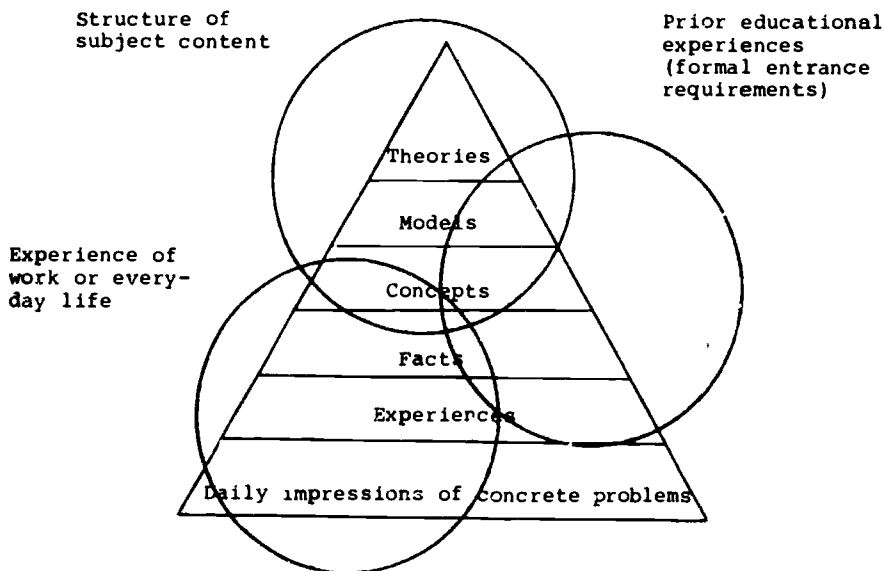 Structure of
subject content
Prior educational
experiences
(formal entrance
requirements)
Theories
Models
Experience of
work or every-
day life
Concepts
Facts
Experiences
Daily impressions of concrete problems